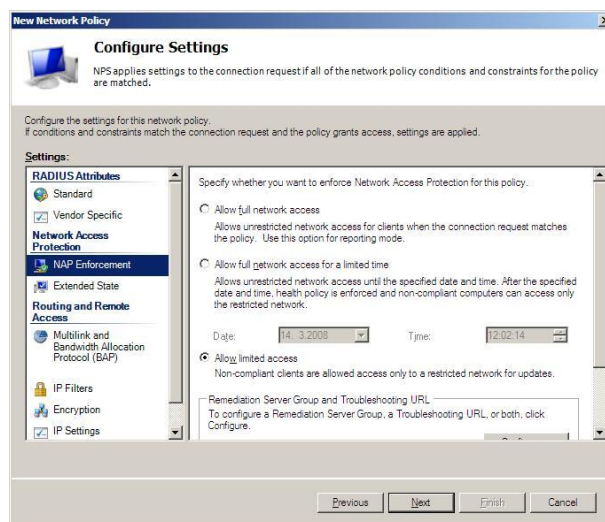 New Network Policy
Configure Settings
NPS applies settings to the connection request if all of the network policy conditions and constraints for the policy
are matched.
Configure the settings for this network policy.
If conditions and constraints match the connection request and the policy grants access, settings are applied.
Settings:
RADIUS Attributes
Standard
Vendor Specific
Network Access
Protection
NAP Enforcement
Extended State
Routing and Remote
Access
Multilink and
Bandwidth Allocation
Protocol (BAP)
IP Filters
Encryption
IP Settings
Specify whether you want to enforce Network Access Protection for this policy.
Allow full network access
Allows unrestricted network access for clients when the connection request matches
the policy. Use this option for reporting mode.
Allow full network access for a limited time
Allows unrestricted network access until the specified date and time. After the specified
date and time, health policy is enforced and non-compliant computers can access only
the restricted network.
Date: 14. 3.2008 Time: 12:02:14
Allow limited access
Non-compliant clients are allowed access only to a restricted network for updates.
Remediation Server Group and Troubleshooting URL
To configure a Remediation Server Group, a Troubleshooting URL, or both, click
Configure.
Previous Next Finish Cancel